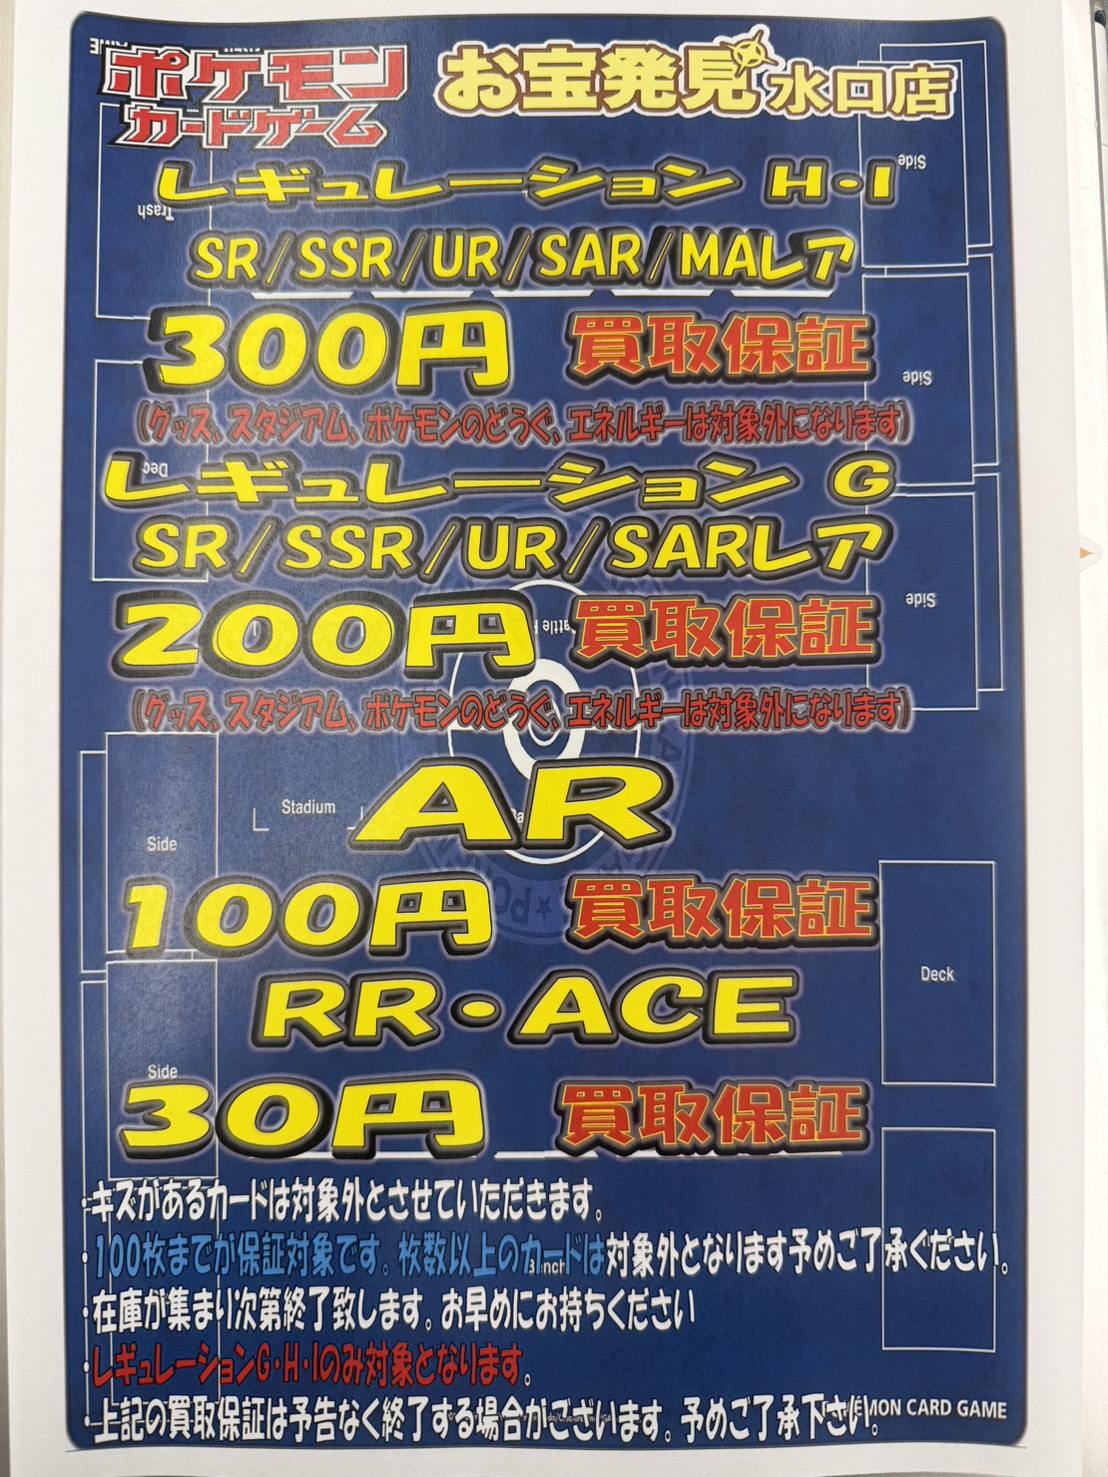 ポケモン
カードゲーム
お宝発見 水口店
レギュレーション H・I
SR/SSR/UR/SAR/MAレア
300円 買取保証
(グッズ、スタジアム、ポケモンのどうぐ、エネルギーは対象外になります)
レギュレーション G
SR/SSR/UR/SARレア
200円 買取保証
(グッズ、スタジアム、ポケモンのどうぐ、エネルギーは対象外になります)
AR
100円 買取保証
RR・ACE
30円 買取保証
・キズがあるカードは対象外とさせていただきます。
・100枚までが保証対象です。枚数以上のカードは対象外となります予めご了承ください。
・在庫が集まり次第終了致します。お早めにお持ちください
・レギュレーションG・H・Iのみ対象となります。
・上記の買取保証は予告なく終了する場合がございます。予めご了承下さい。
Trash
Side
Side
Side
Stadium
Side
Side
Deck
Bench
POKÉMON CARD GAME